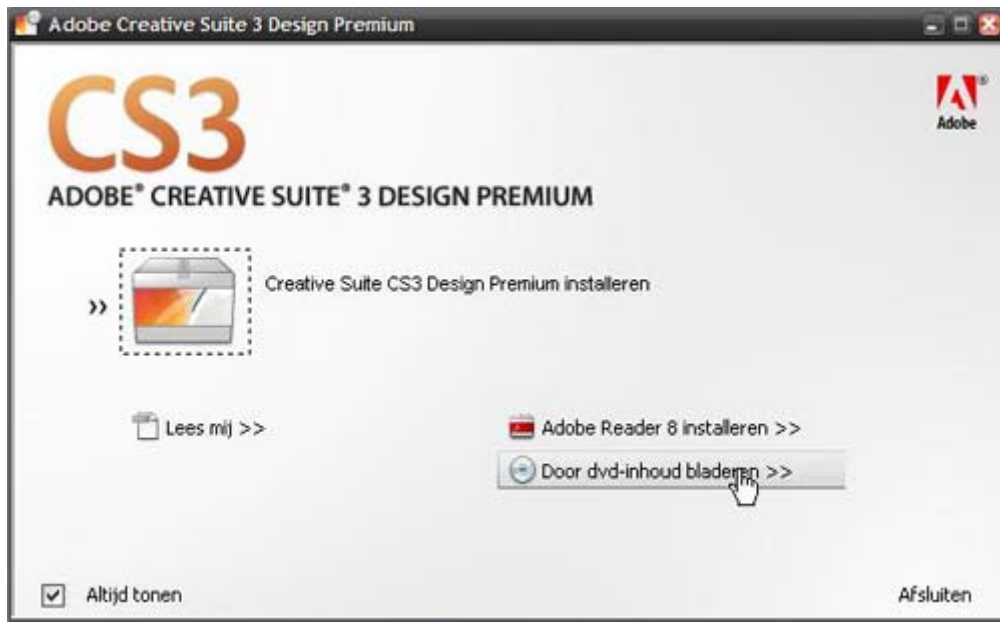 Adobe Creative Suite 3 Design Premium
CS3
Adobe®
ADOBE® CREATIVE SUITE® 3 DESIGN PREMIUM
Creative Suite CS3 Design Premium installeren
Lees mij >>
Adobe Reader 8 installeren >>
Door dvd-inhoud bladeren >>
Altijd tonen
Afsluiten